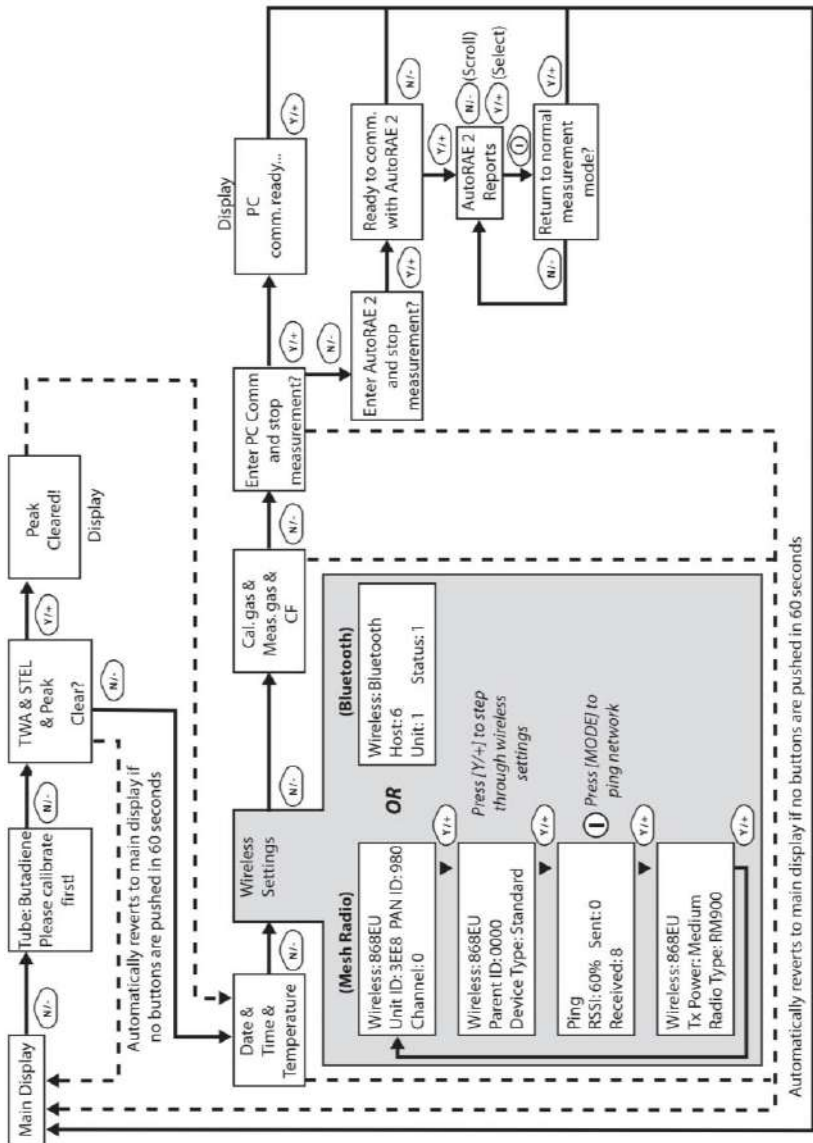 Main Display
N/-
Tube: Butadiene
Please calibrate
first!
N/-
TWA & STEL
& Peak
Clear?
Y/+
Peak
Cleared!
Display
N/-
Automatically reverts to main display if
no buttons are pushed in 60 seconds
Date &
Time &
Temperature
N/-
Wireless
Settings
N/-
Cal. gas &
Meas. gas &
CF
N/-
Enter PC Comm
and stop
measurement?
Y/+
Display
PC
comm. ready...
Y/+
N/-
Enter AutoRAE 2
and stop
measurement?
Y/+
Ready to comm.
with AutoRAE 2
N/-
Y/+
AutoRAE 2
Reports
N/- (Scroll)
Y/+ (Select)
Return to normal
measurement
mode?
N/-
Y/+
(Mesh Radio)
Wireless: 868EU
Unit ID: 3EE8 PAN ID: 980
Channel: 0
Y/+
Wireless: 868EU
Parent ID: 0000
Device Type: Standard
Y/+
Ping
RSSI: 60% Sent: 0
Received: 8
Y/+
Wireless: 868EU
Tx Power: Medium
Radio Type: RM900
Y/+
OR
(Bluetooth)
Wireless: Bluetooth
Host: 6
Unit: 1 Status: 1
Press [Y/+] to step
through wireless
settings
Press [MODE] to
ping network
Automatically reverts to main display if no buttons are pushed in 60 seconds